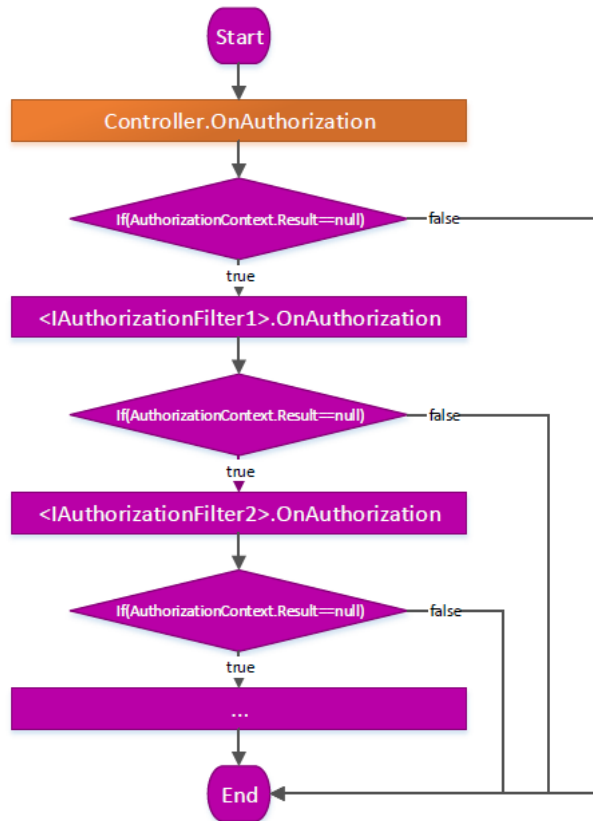 Start
Controller.OnAuthorization
If(AuthorizationContext.Result==null)
false
true
<IAuthorizationFilter1>.OnAuthorization
If(AuthorizationContext.Result==null)
false
true
<IAuthorizationFilter2>.OnAuthorization
If(AuthorizationContext.Result==null)
false
true
...
End